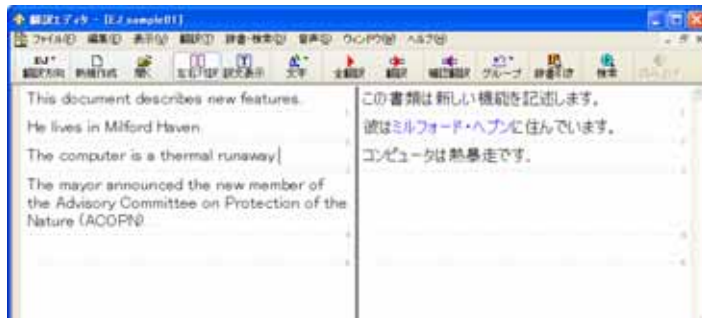 翻訳エディタ - [EJ_sample01]
ファイル(F) 編集(E) 表示(V) 翻訳(T) 辞書・検索(D) 音声(S) ウィンドウ(W) ヘルプ(H)
翻訳方向 新規作成 開く 左右対訳 訳文表示 文字 全翻訳 翻訳 確認翻訳 グループ 辞書引き 検索
This document describes new features.
この書類は新しい機能を記述します。
He lives in Milford Haven.
彼はミルフォード・ヘブンに住んでいます。
The computer is a thermal runaway.
コンピュータは熱暴走です.
The mayor announced the new member of
the Advisory Committee on Protection of the
Nature (ACOPN).